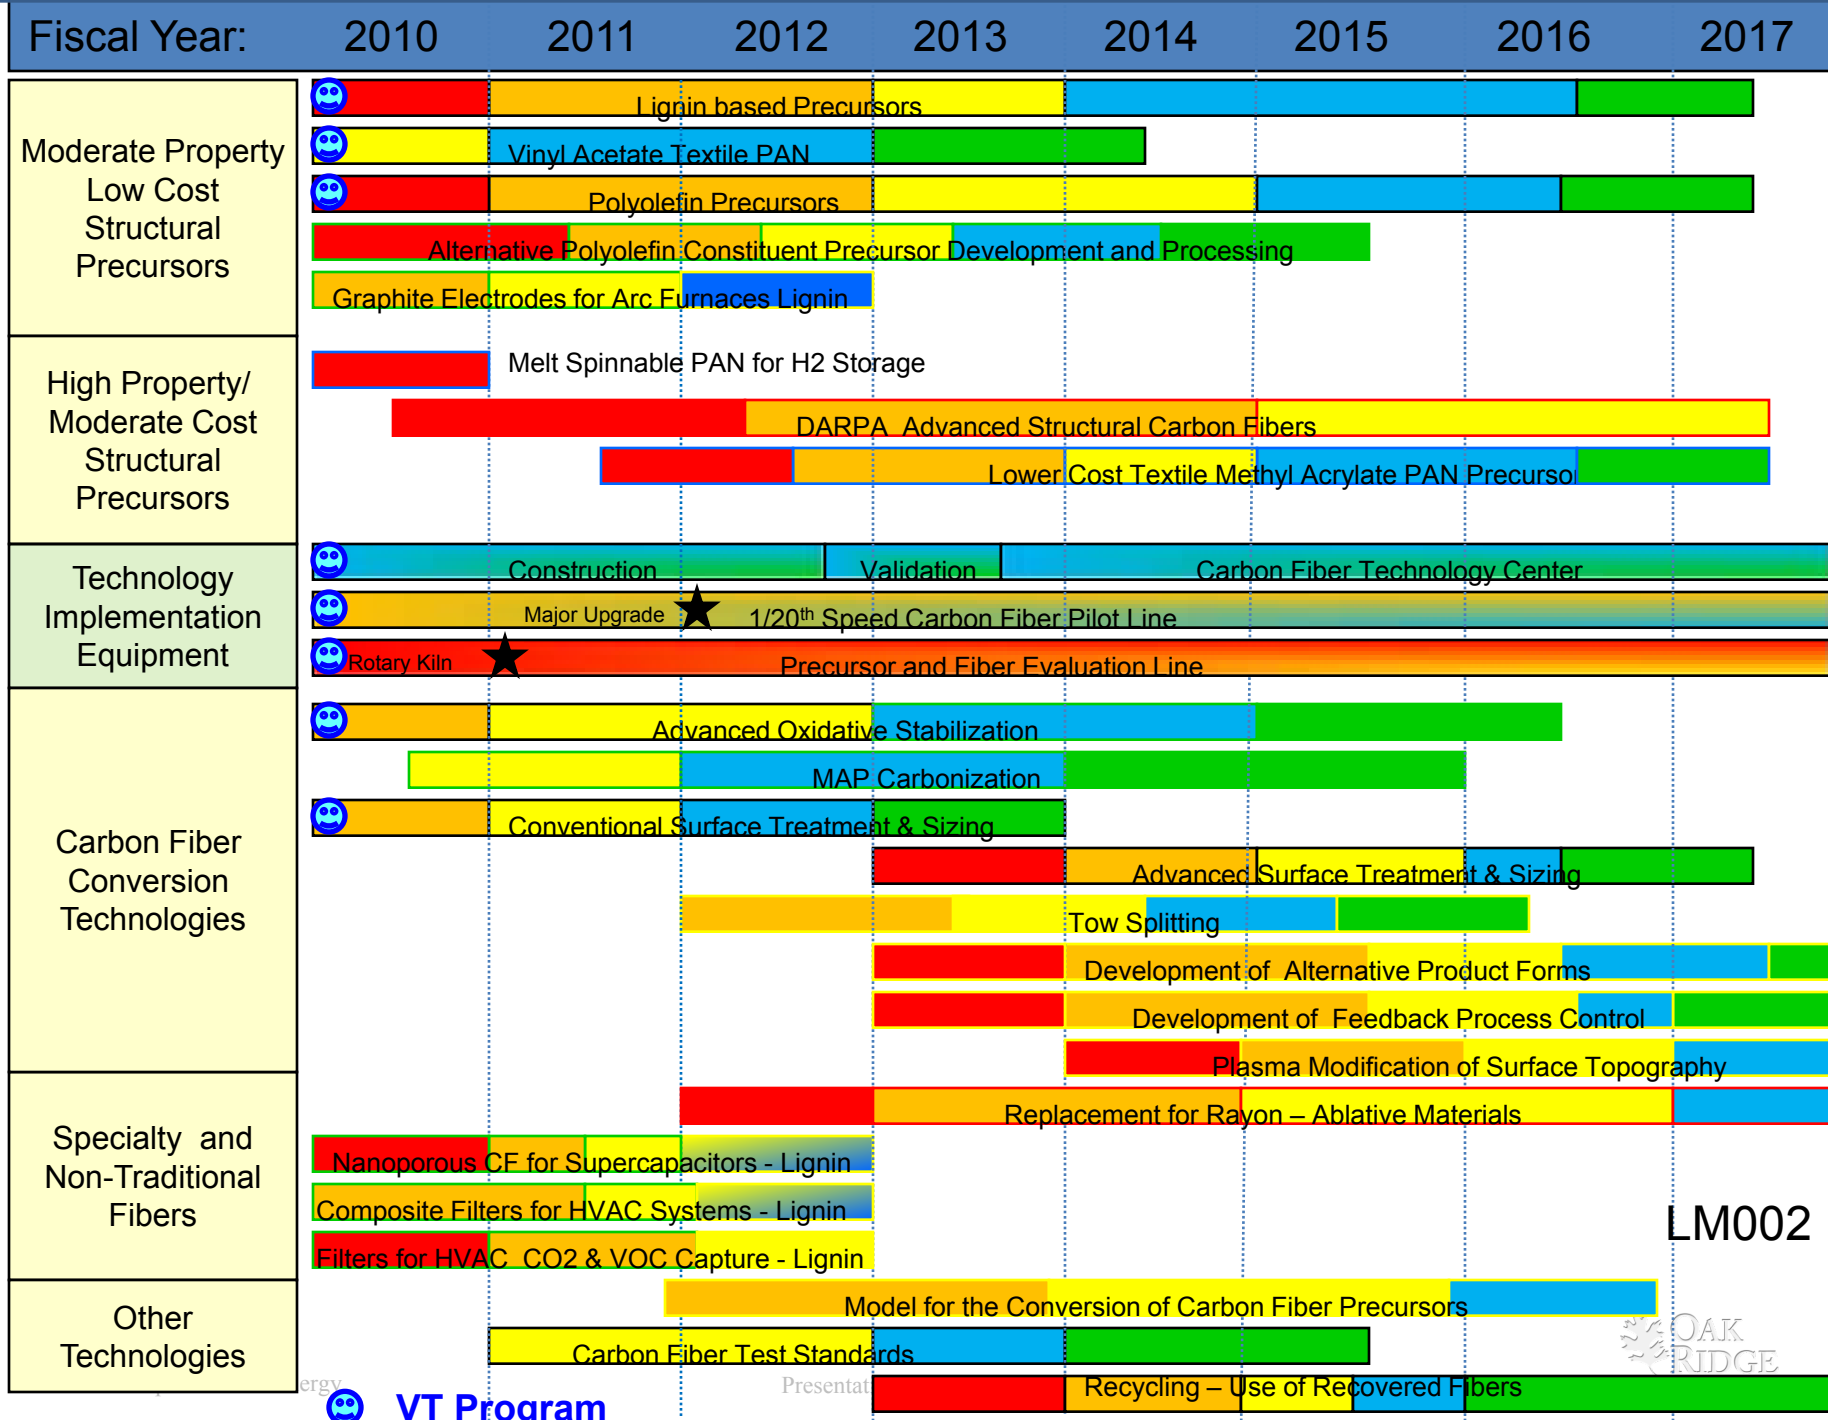 Fiscal Year: 2010 2011 2012 2013 2014 2015 2016 2017
Moderate Property
Low Cost
Structural
Precursors
Lignin based Precursors
Vinyl Acetate Textile PAN
Polyolefin Precursors
Alternative Polyolefin Constituent Precursor Development and Processing
Graphite Electrodes for Arc Furnaces Lignin
High Property/
Moderate Cost
Structural
Precursors
Melt Spinnable PAN for H2 Storage
DARPA Advanced Structural Carbon Fibers
Lower Cost Textile Methyl Acrylate PAN Precursor
Technology
Implementation
Equipment
Construction Validation Carbon Fiber Technology Center
Major Upgrade 1/20th Speed Carbon Fiber Pilot Line
Rotary Kiln Precursor and Fiber Evaluation Line
Carbon Fiber
Conversion
Technologies
Advanced Oxidative Stabilization
MAP Carbonization
Conventional Surface Treatment & Sizing
Advanced Surface Treatment & Sizing
Tow Splitting
Development of Alternative Product Forms
Development of Feedback Process Control
Plasma Modification of Surface Topography
Specialty and
Non-Traditional
Fibers
Replacement for Rayon – Ablative Materials
Nanoporous CF for Supercapacitors - Lignin
Composite Filters for HVAC Systems - Lignin
Filters for HVAC CO2 & VOC Capture - Lignin
LM002
Other
Technologies
Model for the Conversion of Carbon Fiber Precursors
Carbon Fiber Test Standards
Recycling – Use of Recovered Fibers
OAK
RIDGE
VT Program